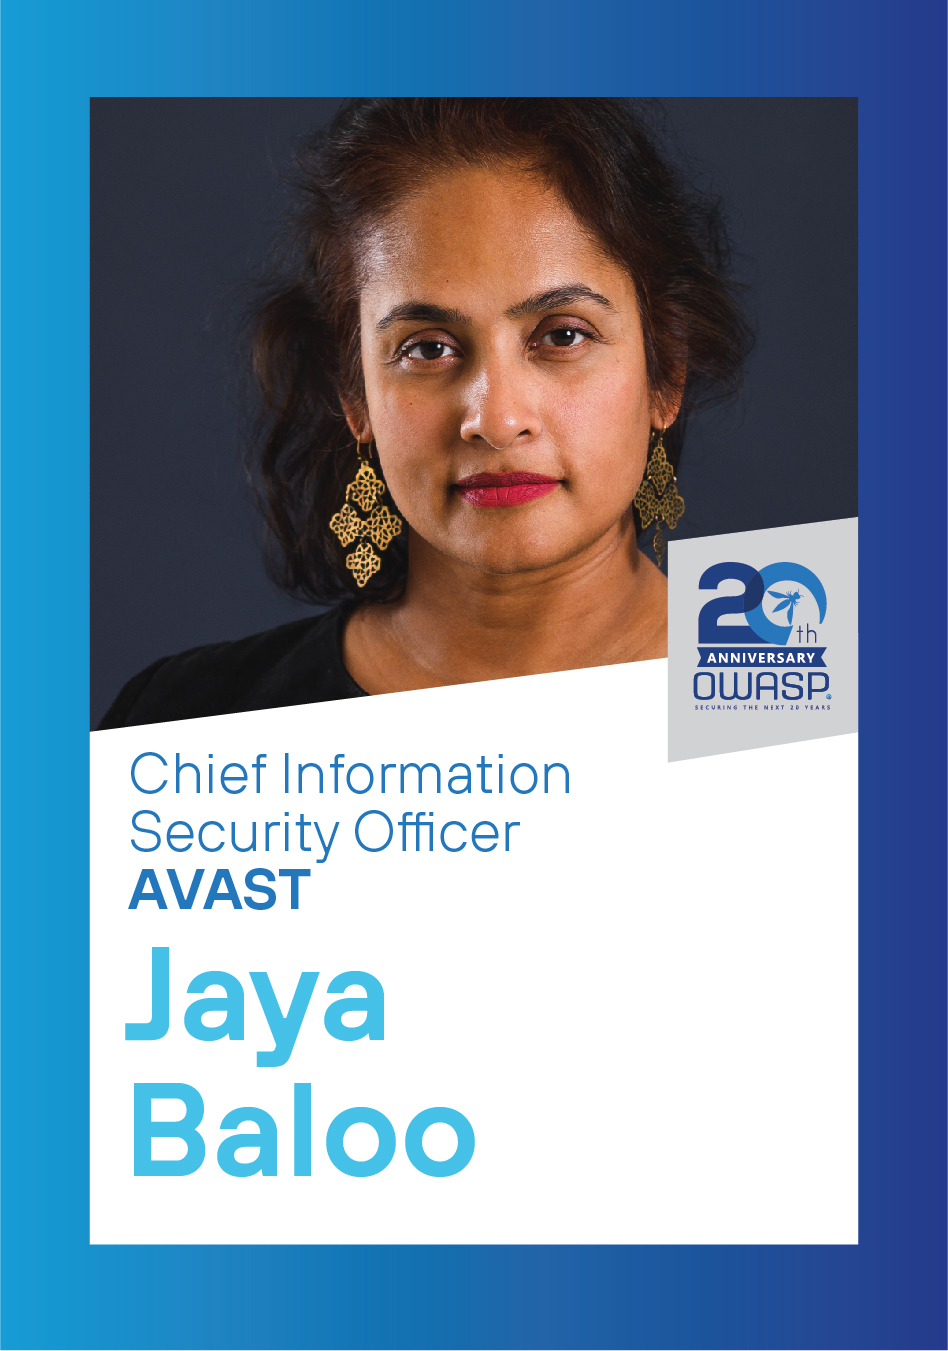 20th
ANNIVERSARY
OWASP®
SECURING THE NEXT 20 YEARS
Chief Information
Security Officer
AVAST
Jaya
Baloo